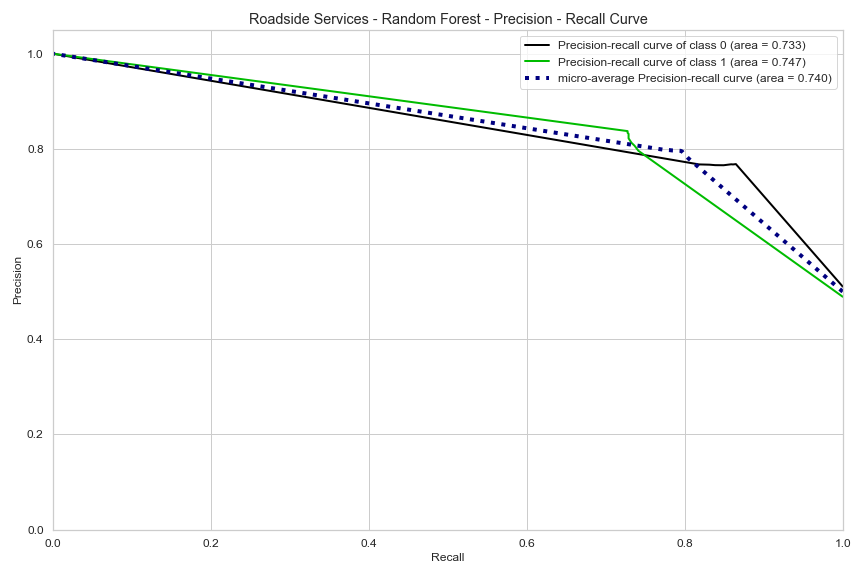 Roadside Services - Random Forest - Precision - Recall Curve
Precision-recall curve of class 0 (area = 0.733)
Precision-recall curve of class 1 (area = 0.747)
micro-average Precision-recall curve (area = 0.740)
1.0
0.8
0.6
0.4
0.2
0.0
Precision
0.0 0.2 0.4 0.6 0.8 1.0
Recall